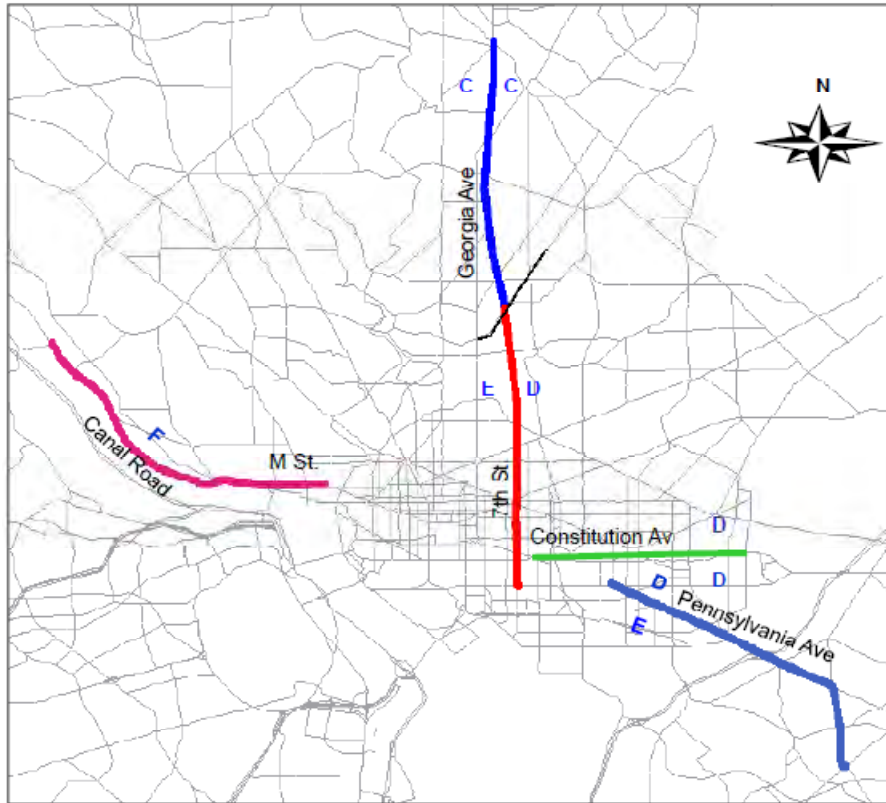 C C
N
Georgia Ave
E D
F
Canal Road
M St.
7th St.
D
Constitution Av
D D
Pennsylvania Ave
E